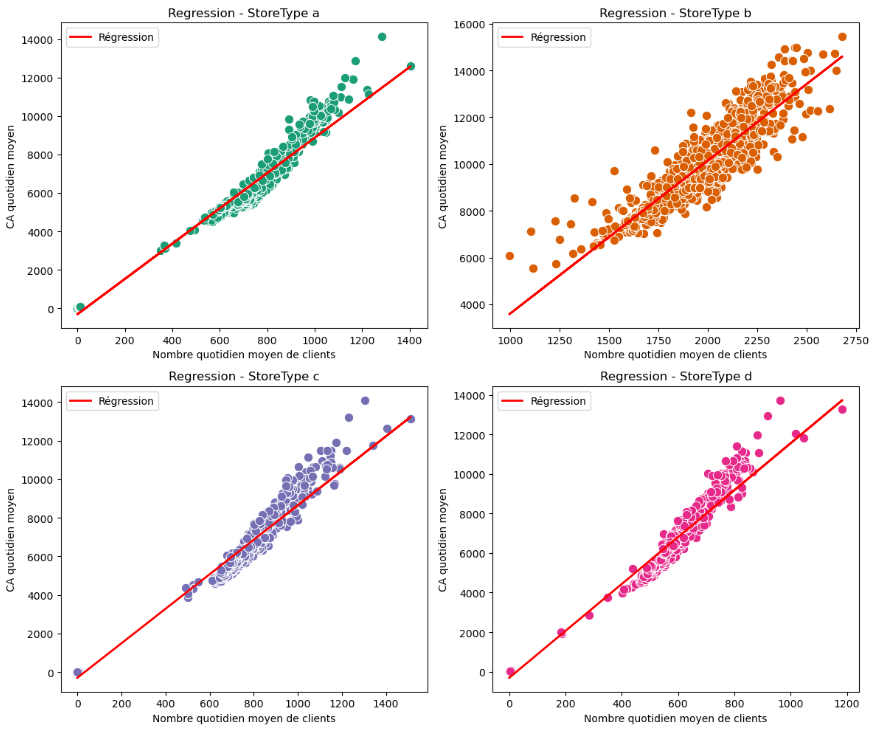 Regression - StoreType a
Régression
CA quotidien moyen
14000
12000
10000
8000
6000
4000
2000
0
0 200 400 600 800 1000 1200 1400
Nombre quotidien moyen de clients
Regression - StoreType b
Régression
CA quotidien moyen
16000
14000
12000
10000
8000
6000
4000
1000 1250 1500 1750 2000 2250 2500 2750
Nombre quotidien moyen de clients
Regression - StoreType c
Régression
CA quotidien moyen
14000
12000
10000
8000
6000
4000
2000
0
0 200 400 600 800 1000 1200 1400
Nombre quotidien moyen de clients
Regression - StoreType d
Régression
CA quotidien moyen
14000
12000
10000
8000
6000
4000
2000
0
0 200 400 600 800 1000 1200
Nombre quotidien moyen de clients